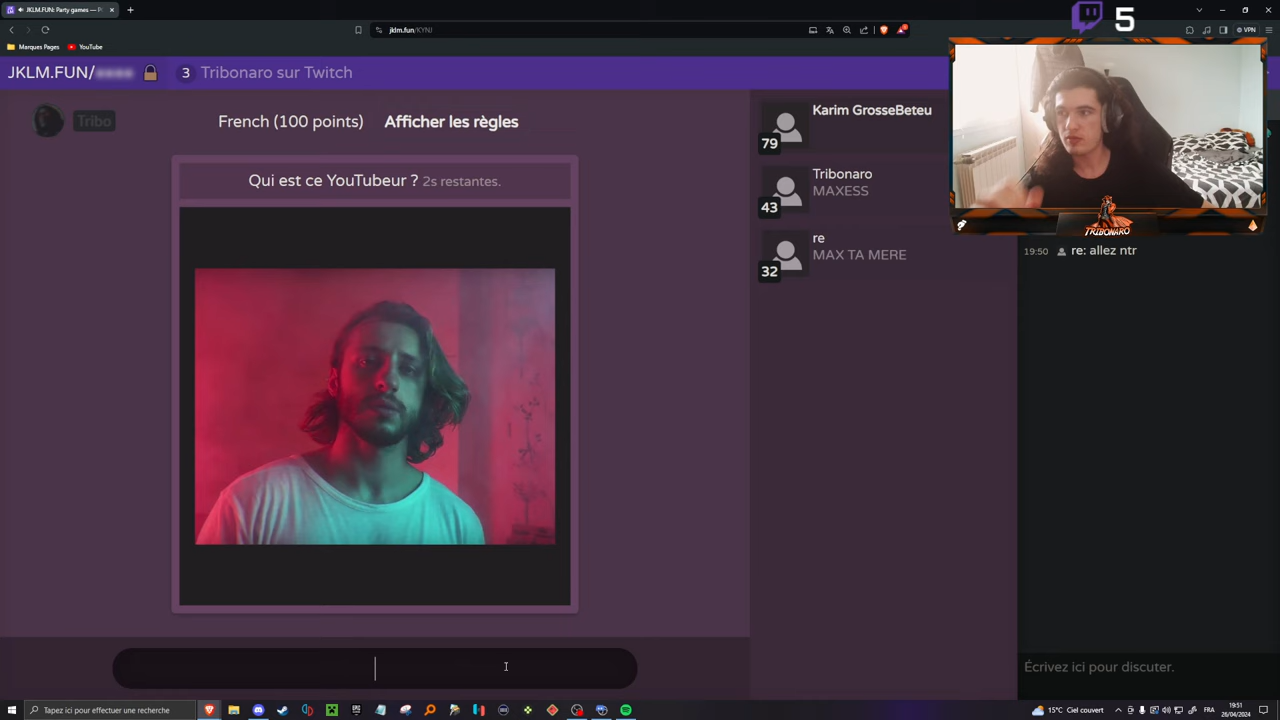 JKLM.FUN: Party games — P
jklm.fun/KYNJ
VPN
Marques Pages
YouTube
5
JKLM.FUN/
3 Tribonaro sur Twitch
Tribo
French (100 points) Afficher les règles
Qui est ce YouTubeur ? 2s restantes.
Karim GrosseBeteu
79
Tribonaro
MAXESS
43
re
MAX TA MERE
32
TRIBONARO
19:50 re: allez ntr
Écrivez ici pour discuter.
Tapez ici pour effectuer une recherche
15°C Ciel couvert
FRA
19:51
26/04/2024